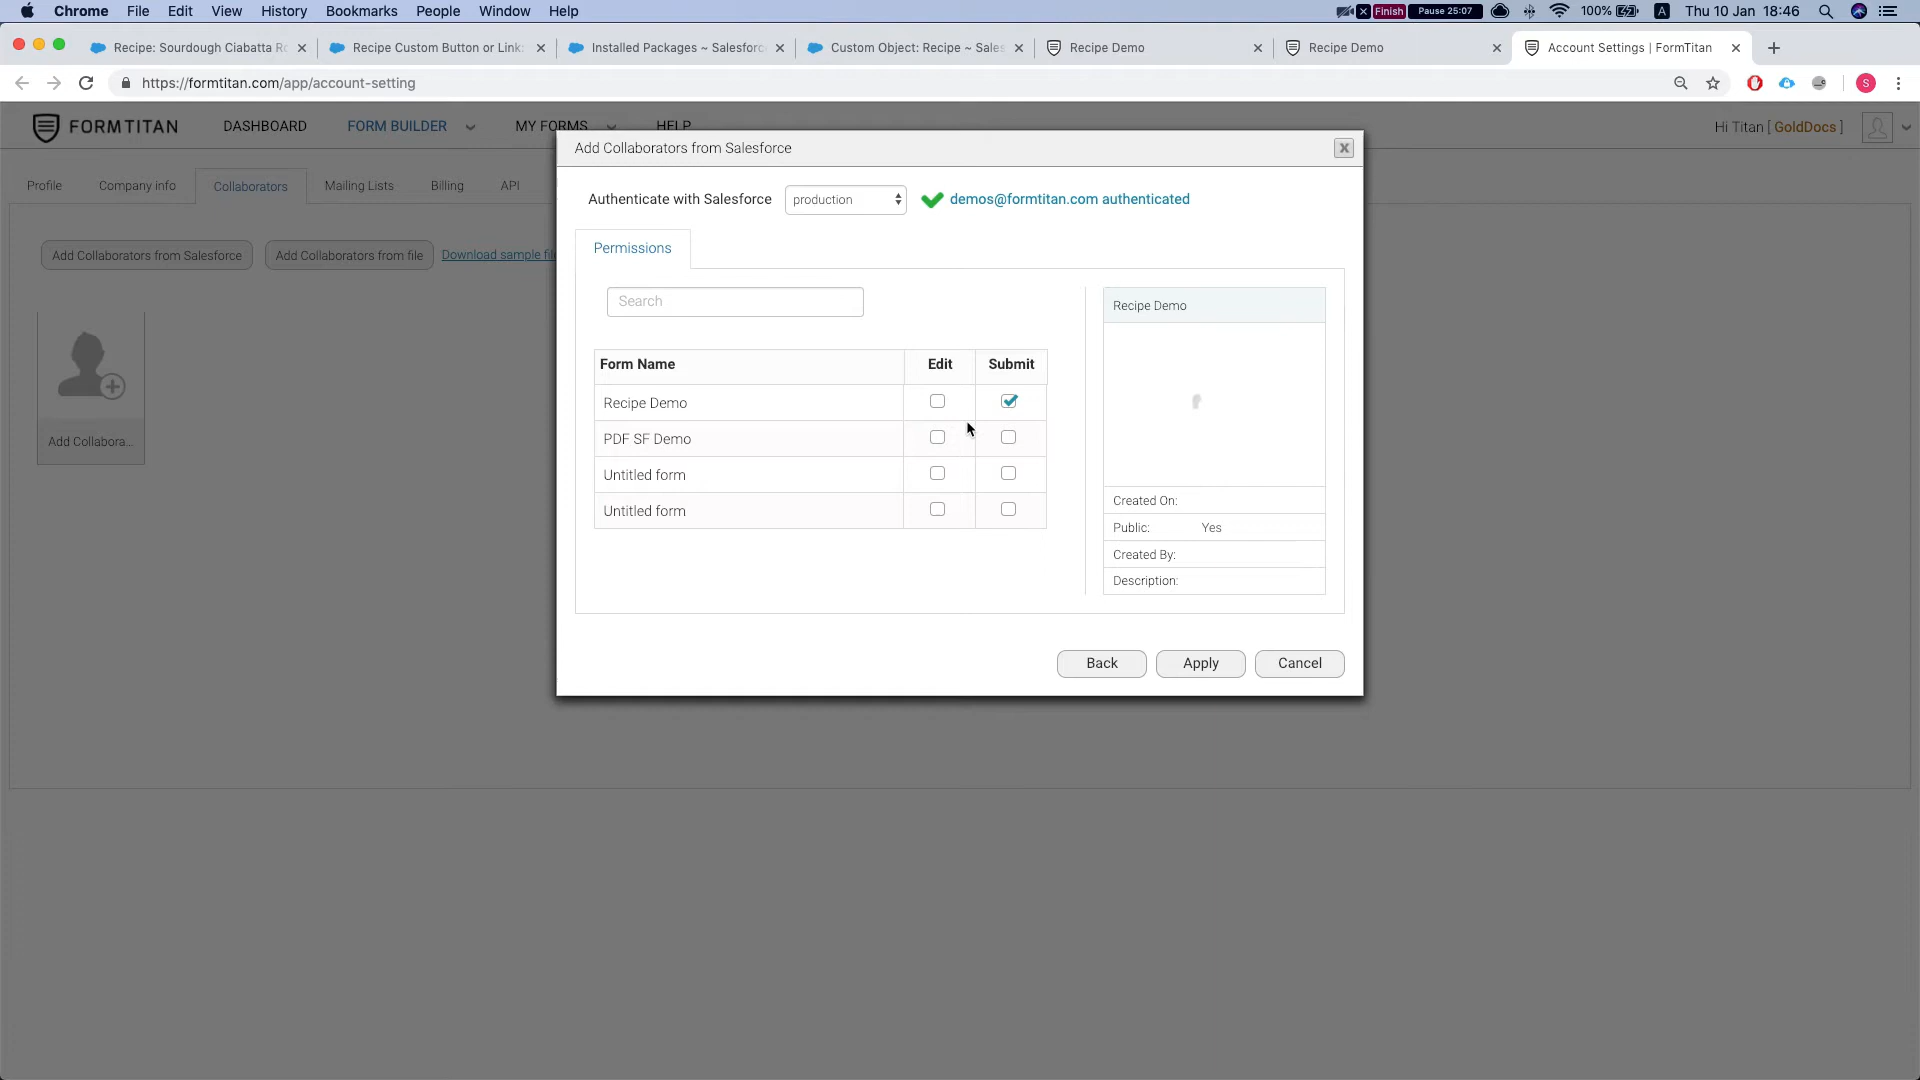 Chrome File Edit View History Bookmarks People Window Help Finish Pause 25:07 100% A Thu 10 Jan 18:46
Recipe: Sourdough Ciabatta Ro Recipe Custom Button or Link: Installed Packages ~ Salesforc Custom Object: Recipe ~ Sales Recipe Demo Recipe Demo Account Settings | FormTitan
https://formtitan.com/app/account-setting S
FORMTITAN DASHBOARD FORM BUILDER MY FORMS HELP Hi Titan [ GoldDocs ]
Add Collaborators from Salesforce X
Profile Company info Collaborators Mailing Lists Billing API
Authenticate with Salesforce production demos@formtitan.com authenticated
Permissions
Add Collaborators from Salesforce Add Collaborators from file Download sample file
Search
Recipe Demo
Form Name Edit Submit
Recipe Demo
PDF SF Demo
Add Collabora...
Untitled form
Untitled form
Created On:
Public: Yes
Created By:
Description:
Back Apply Cancel